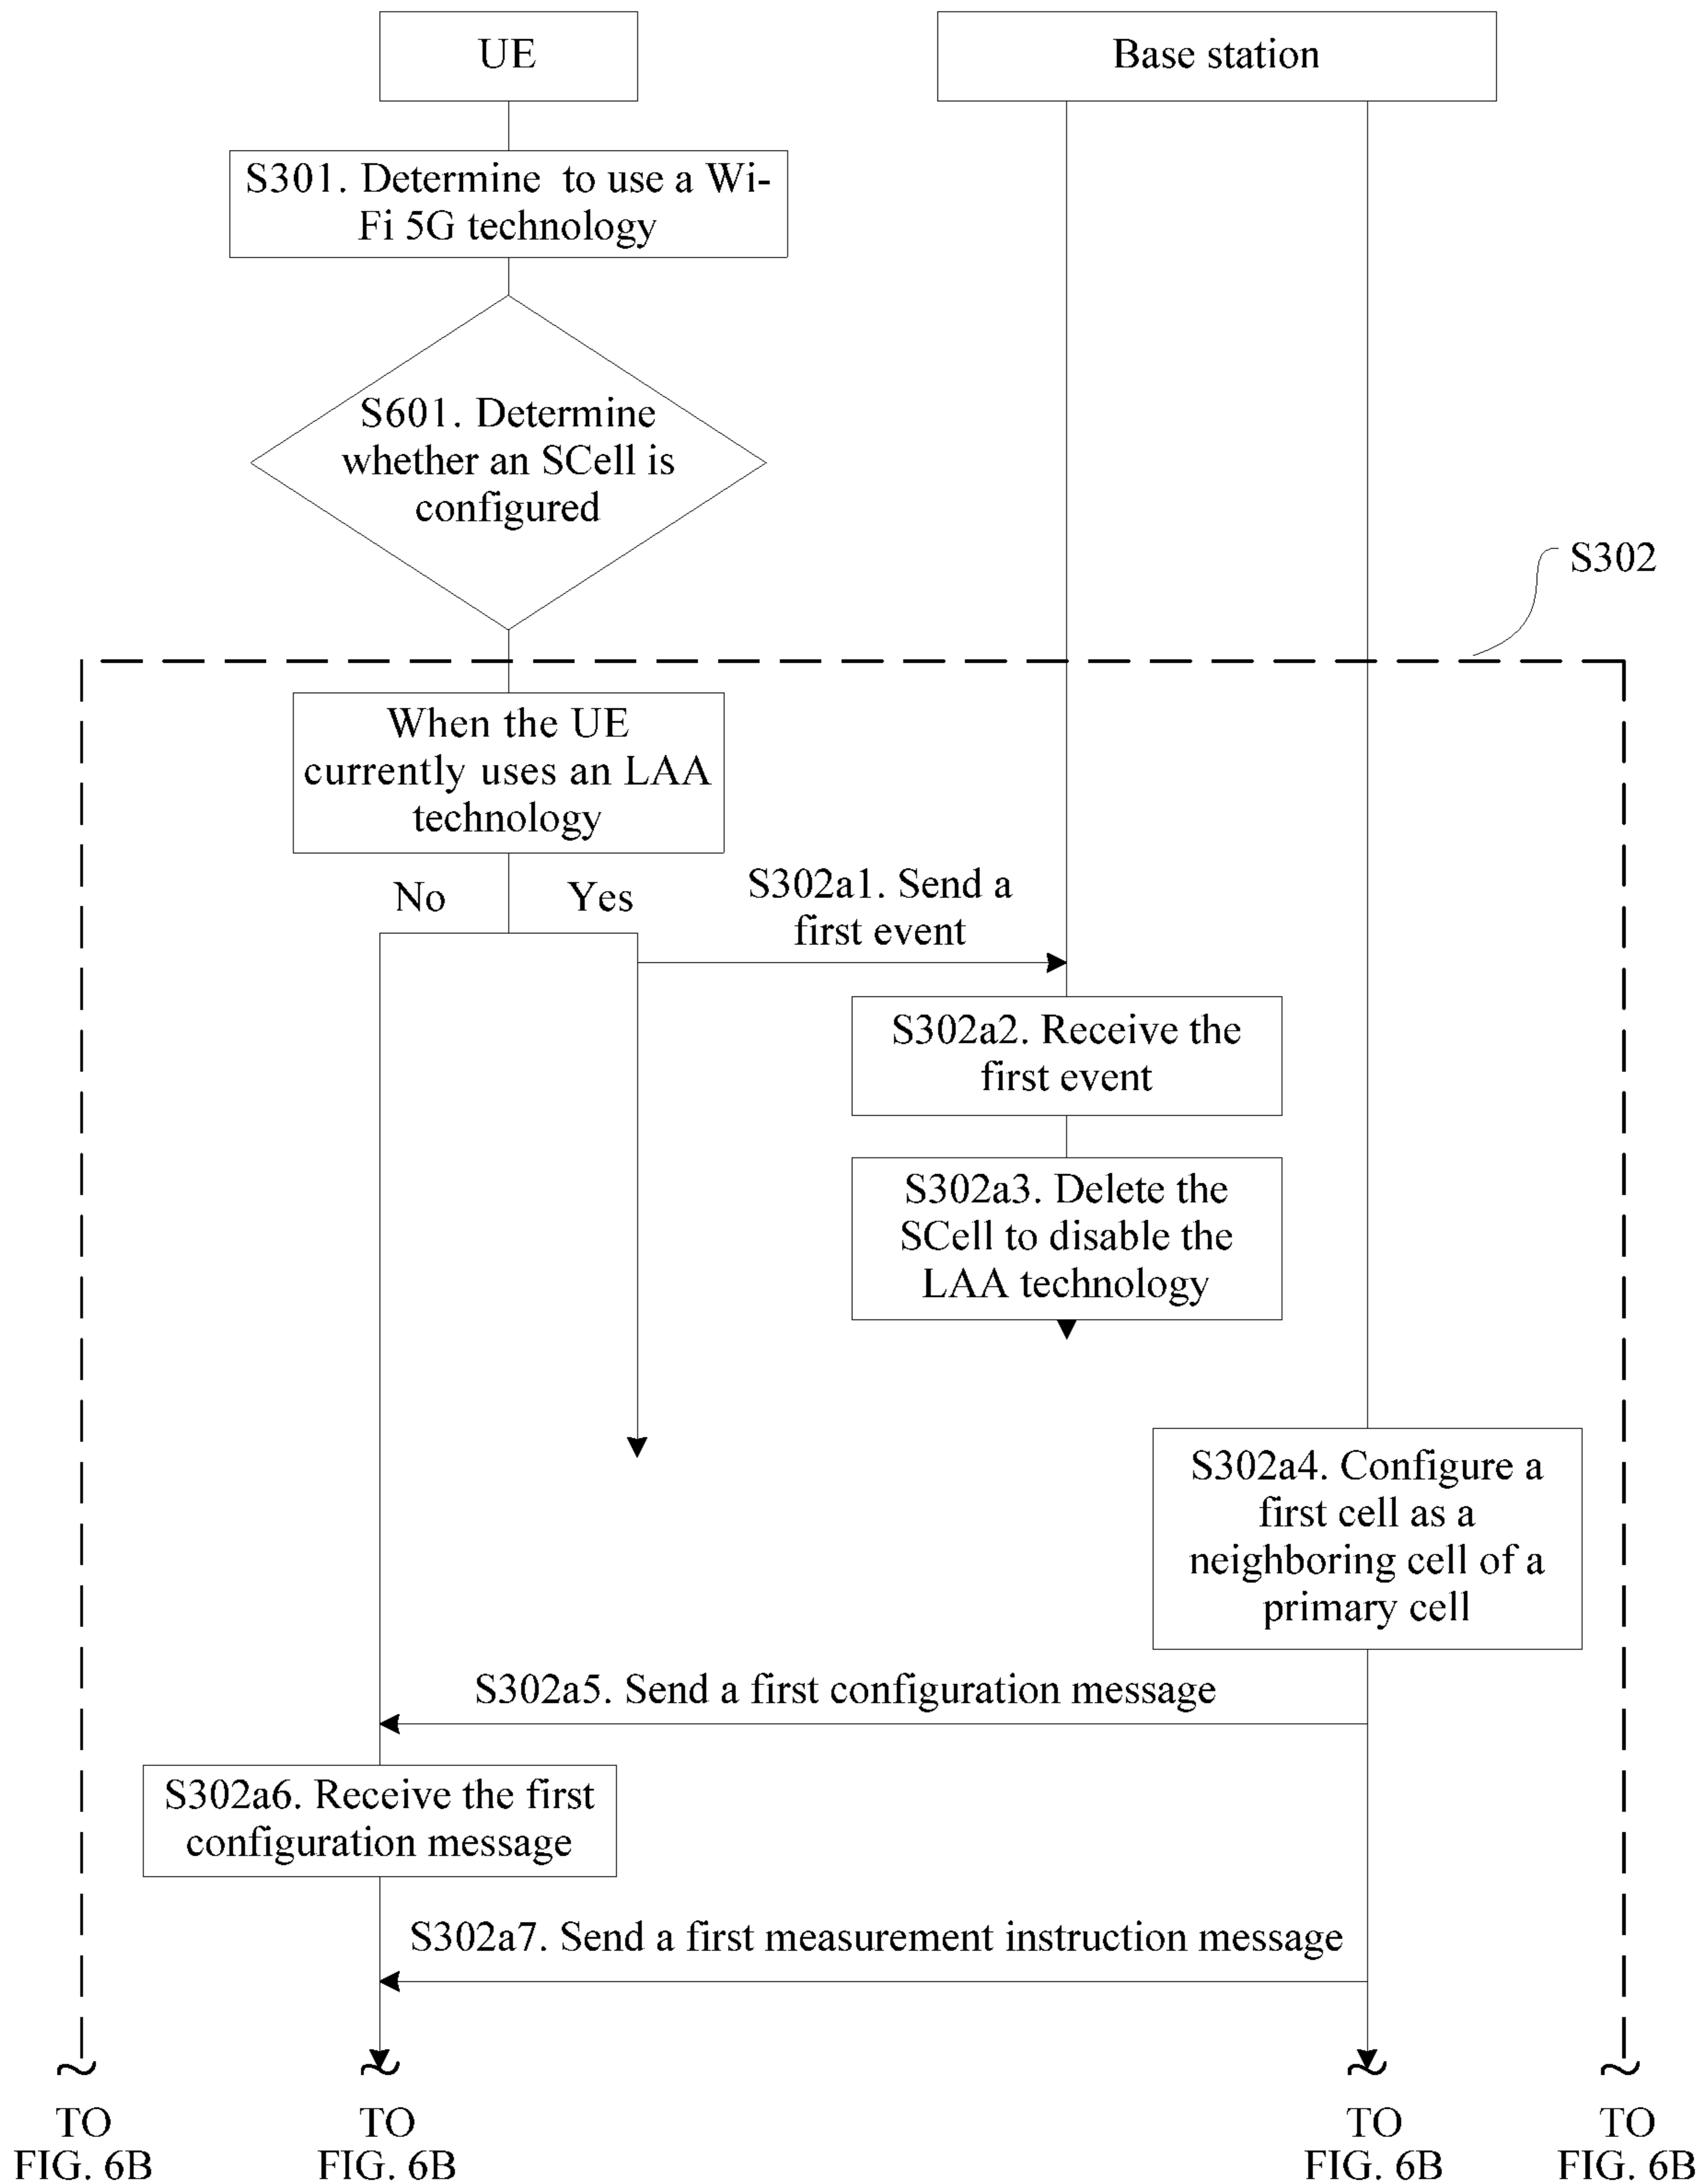 UE
Base station
S301. Determine to use a Wi-
Fi 5G technology
S601. Determine
whether an SCell is
configured
S302
When the UE
currently uses an LAA
technology
No
Yes
S302a1. Send a
first event
S302a2. Receive the
first event
S302a3. Delete the
SCell to disable the
LAA technology
S302a4. Configure a
first cell as a
neighboring cell of a
primary cell
S302a5. Send a first configuration message
S302a6. Receive the first
configuration message
S302a7. Send a first measurement instruction message
TO
FIG. 6B
TO
FIG. 6B
TO
FIG. 6B
TO
FIG. 6B